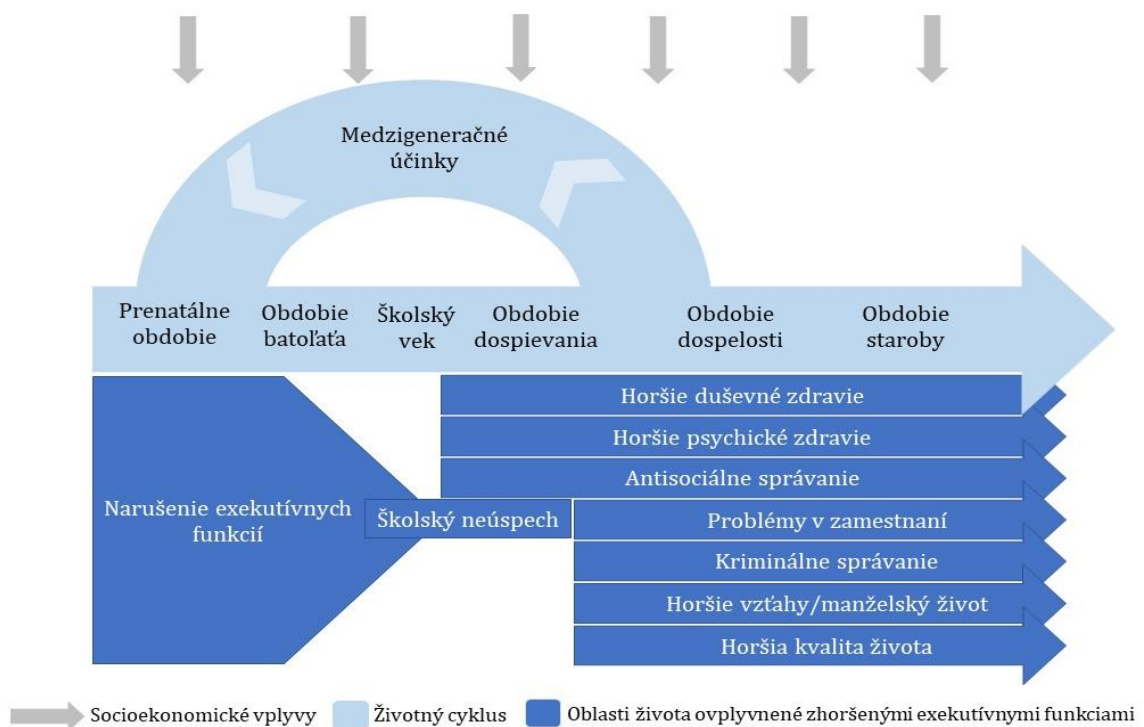 Medzigeneračné
účinky
Prenatálne
obdobie
Obdobie
batoľaťa
Školský
vek
Obdobie
dospievania
Obdobie
dospelosti
Obdobie
staroby
Horšie duševné zdravie
Horšie psychické zdravie
Antisociálne správanie
Narušenie exekutívnych
funkcií
Školský neúspech
Problémy v zamestnaní
Kriminálne správanie
Horšie vzťahy/manželský život
Horšia kvalita života
Socioekonomické vplyvy
Životný cyklus
Oblasti života ovplyvnené zhoršenými exekutívnymi funkciami